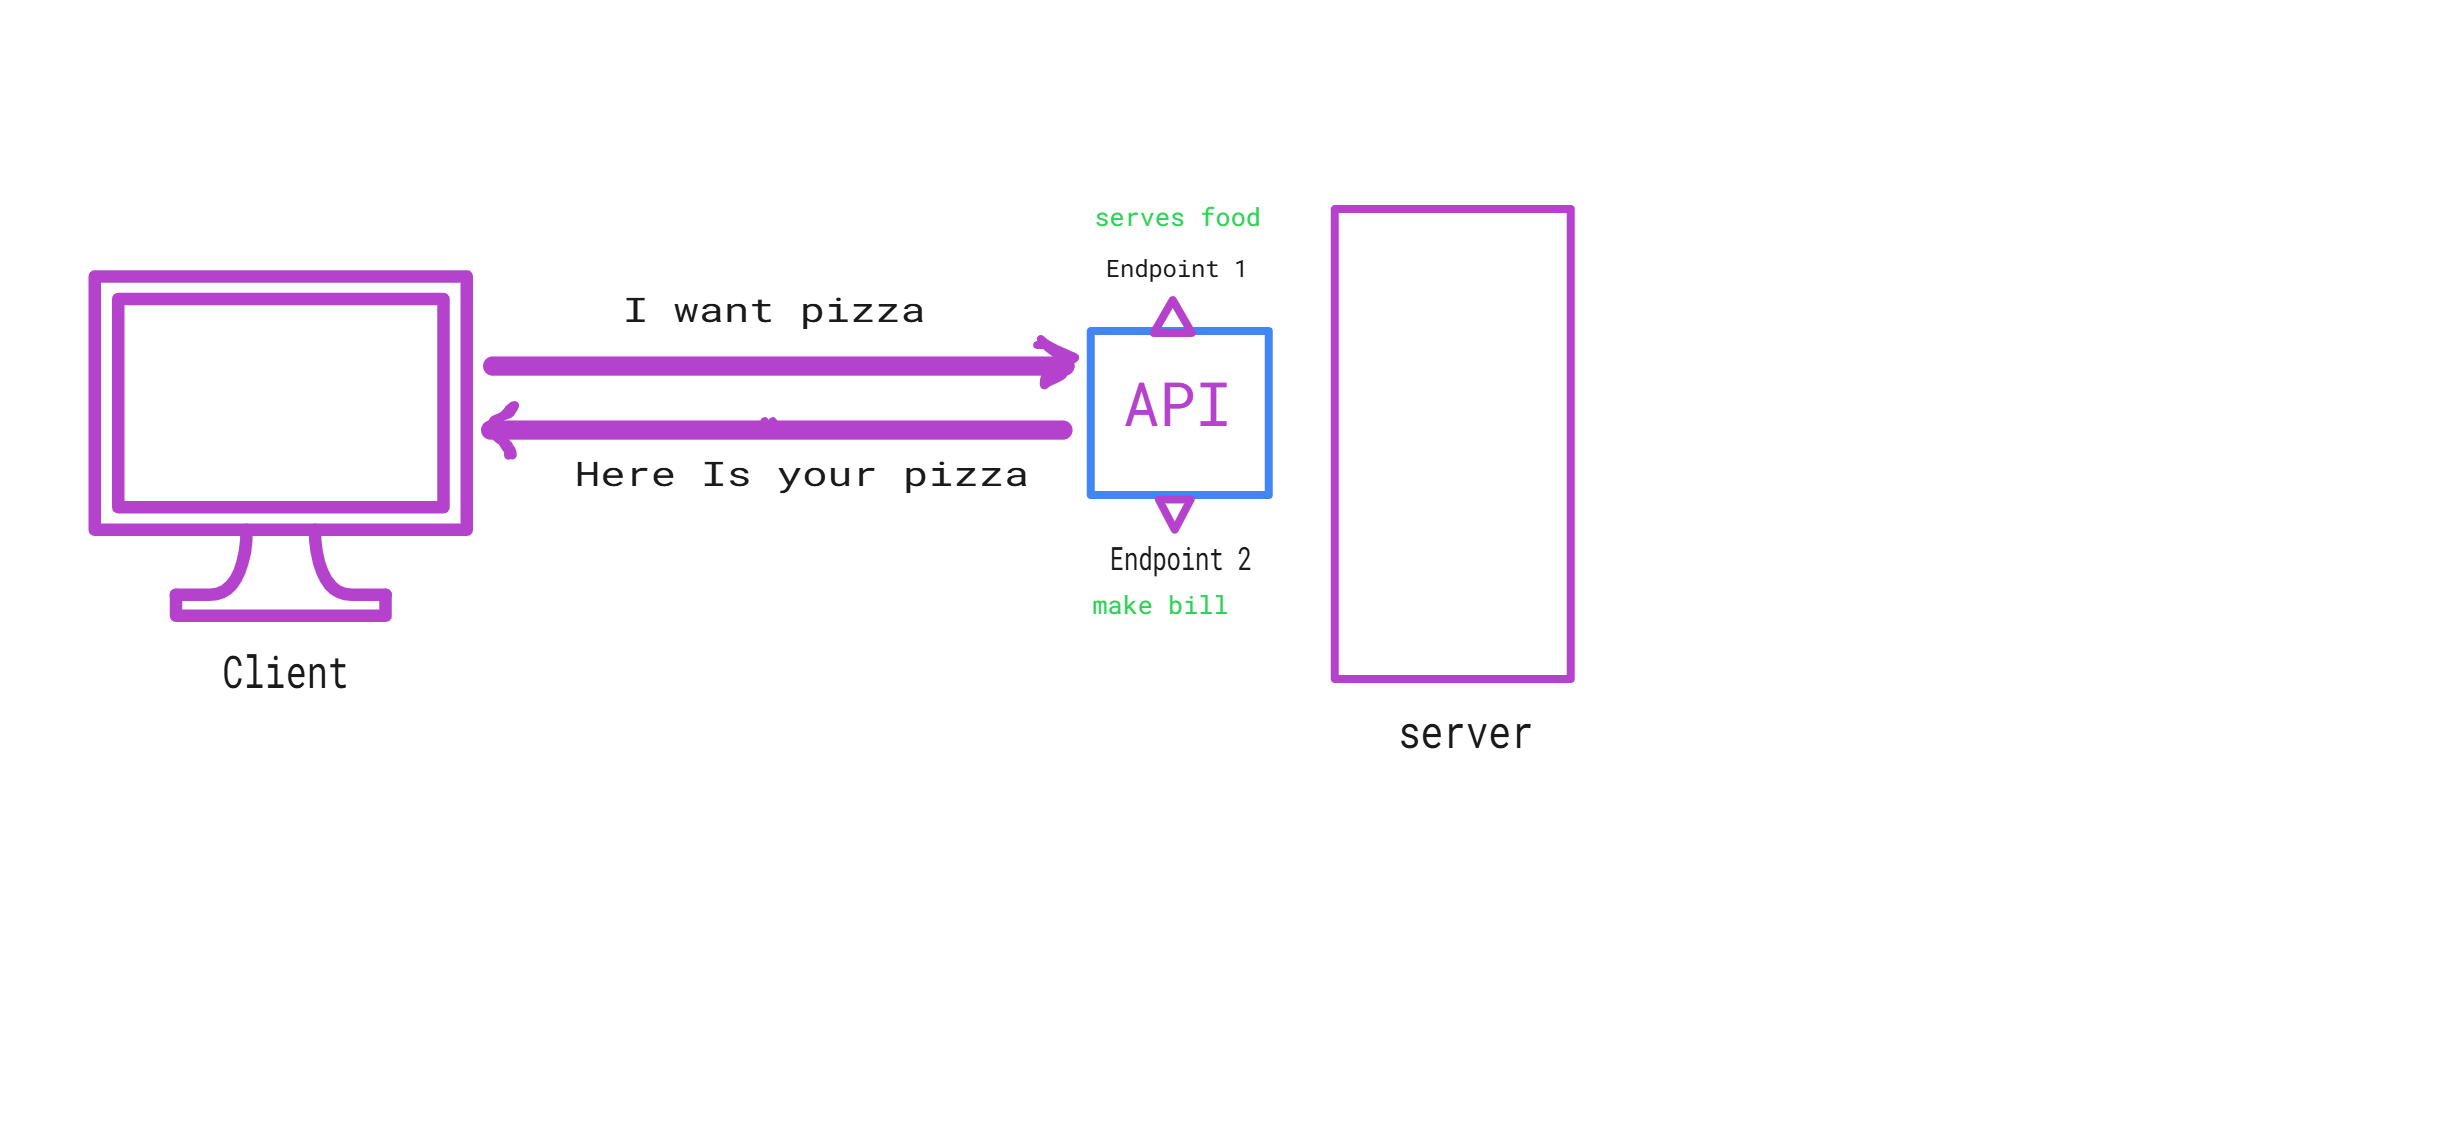 serves food
Endpoint 1
I want pizza
API
Here Is your pizza
Endpoint 2
make bill
Client
server